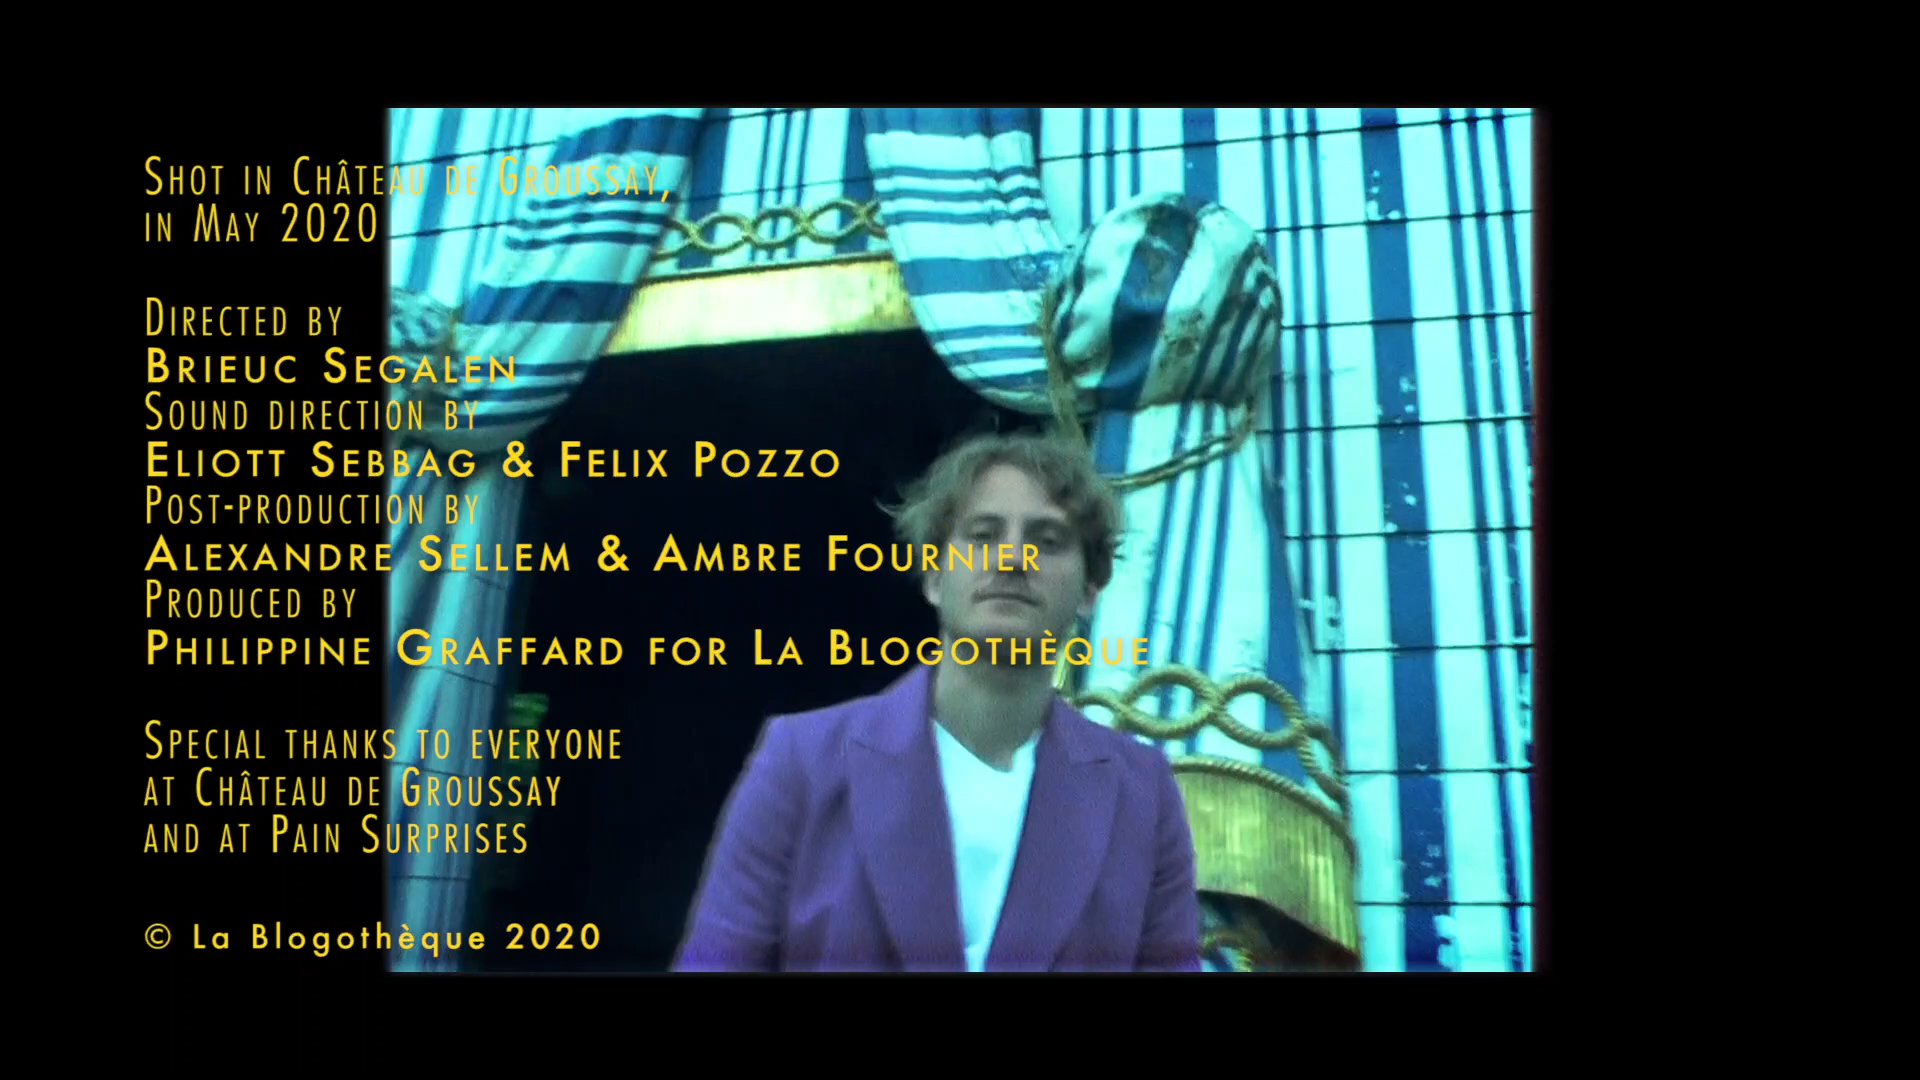 Shot in Château de Groussay,
in May 2020
Directed by
Brieuc Segalen
Sound direction by
Eliott Sebbag & Felix Pozzo
Post-production by
Alexandre Sellem & Ambre Fournier
Produced by
Philippine Graffard for La Blogothèque
Special thanks to everyone
at Château de Groussay
and at Pain Surprises
© La Blogothèque 2020